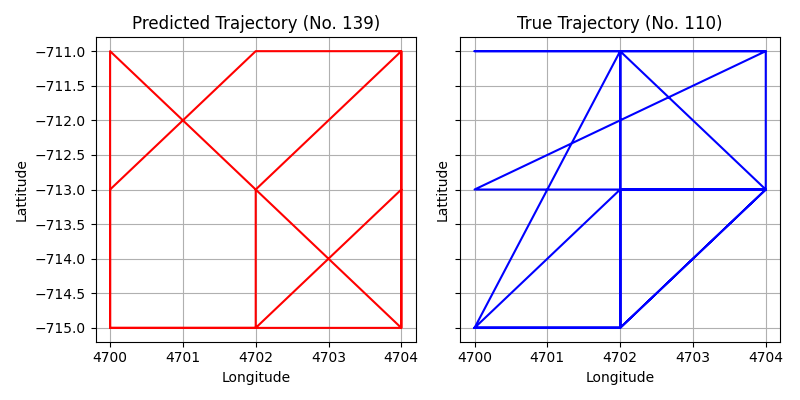 Predicted Trajectory (No. 139)
True Trajectory (No. 110)
−711.0
−711.5
−712.0
−712.5
−713.0
−713.5
−714.0
−714.5
−715.0
Lattitude
Lattitude
4700 4701 4702 4703 4704
4700 4701 4702 4703 4704
Longitude
Longitude